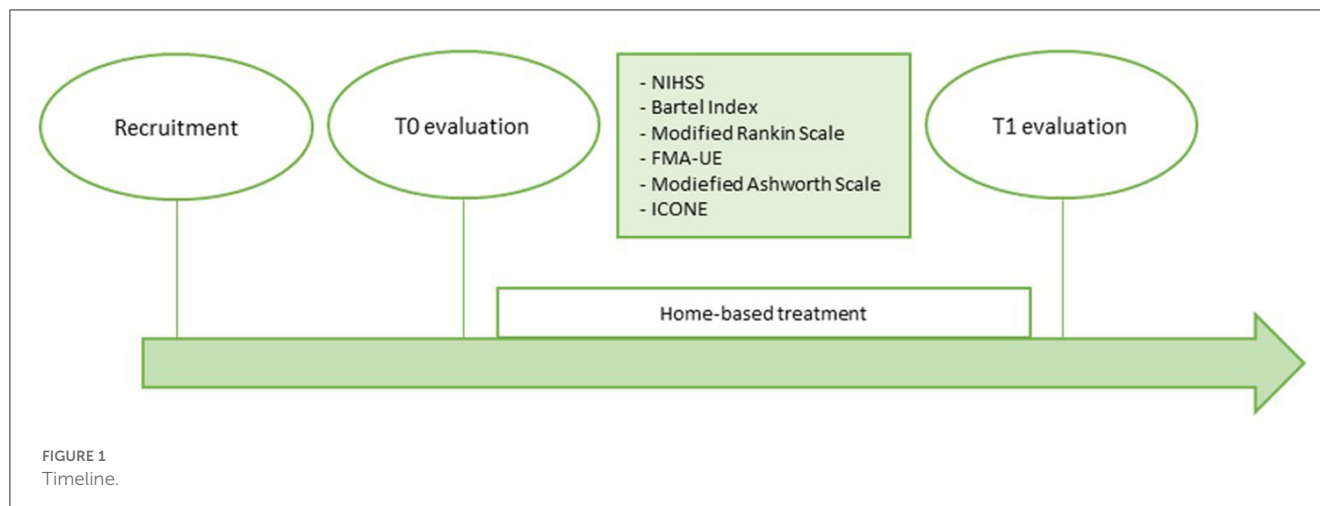 Recruitment
T0 evaluation
- NIHSS
- Bartel Index
- Modified Rankin Scale
- FMA-UE
- Modiefied Ashworth Scale
- ICONE
T1 evaluation
Home-based treatment
FIGURE 1
Timeline.